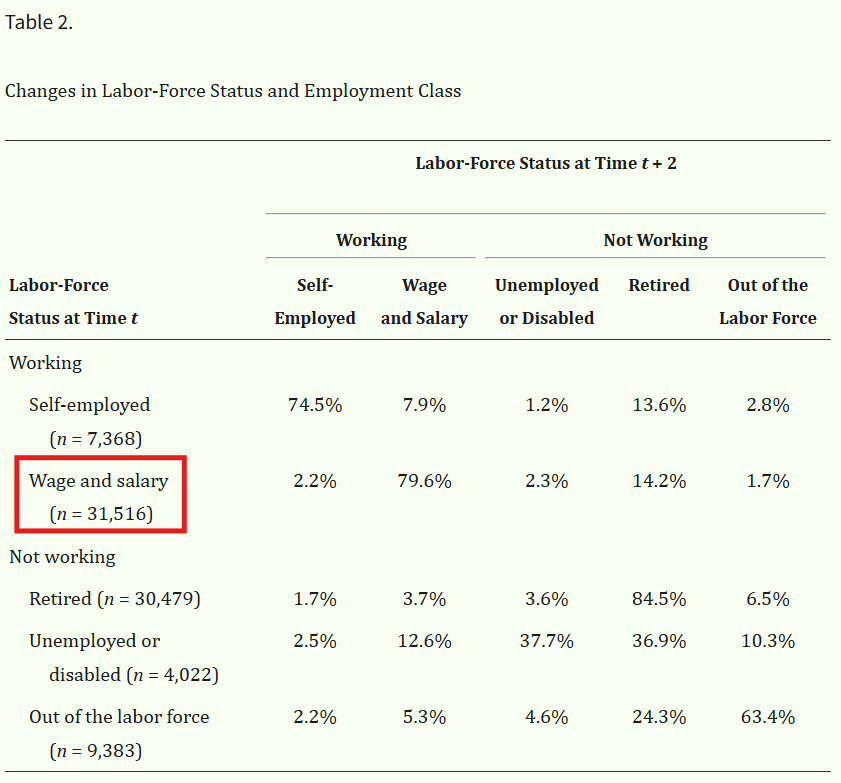 Table 2.
Changes in Labor-Force Status and Employment Class
Labor-Force Status at Time t + 2
Working Not Working
Labor-Force Self- Wage Unemployed Retired Out of the
Status at Time t Employed and Salary or Disabled Labor Force
Working
Self-employed 74.5% 7.9% 1.2% 13.6% 2.8%
(n = 7,368)
Wage and salary 2.2% 79.6% 2.3% 14.2% 1.7%
(n = 31,516)
Not working
Retired (n = 30,479) 1.7% 3.7% 3.6% 84.5% 6.5%
Unemployed or 2.5% 12.6% 37.7% 36.9% 10.3%
disabled (n = 4,022)
Out of the labor force 2.2% 5.3% 4.6% 24.3% 63.4%
(n = 9,383)